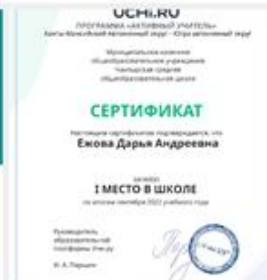 UCHI.RU
ПРОГРАММА «АКТИВНЫЙ УЧИТЕЛЬ»
Ханты-Мансийский Автономный округ - Югра автономный округ
Муниципальное казенное
общеобразовательное учреждение
средняя
общеобразовательная школа
СЕРТИФИКАТ
Настоящим сертификатом подтверждается, что
Ежова Дарья Андреевна
занял(а)
I МЕСТО В ШКОЛЕ
по итогам сентября 2022 учебного года
Руководитель
образовательной
платформы Учи.ру
И. А. Паршин